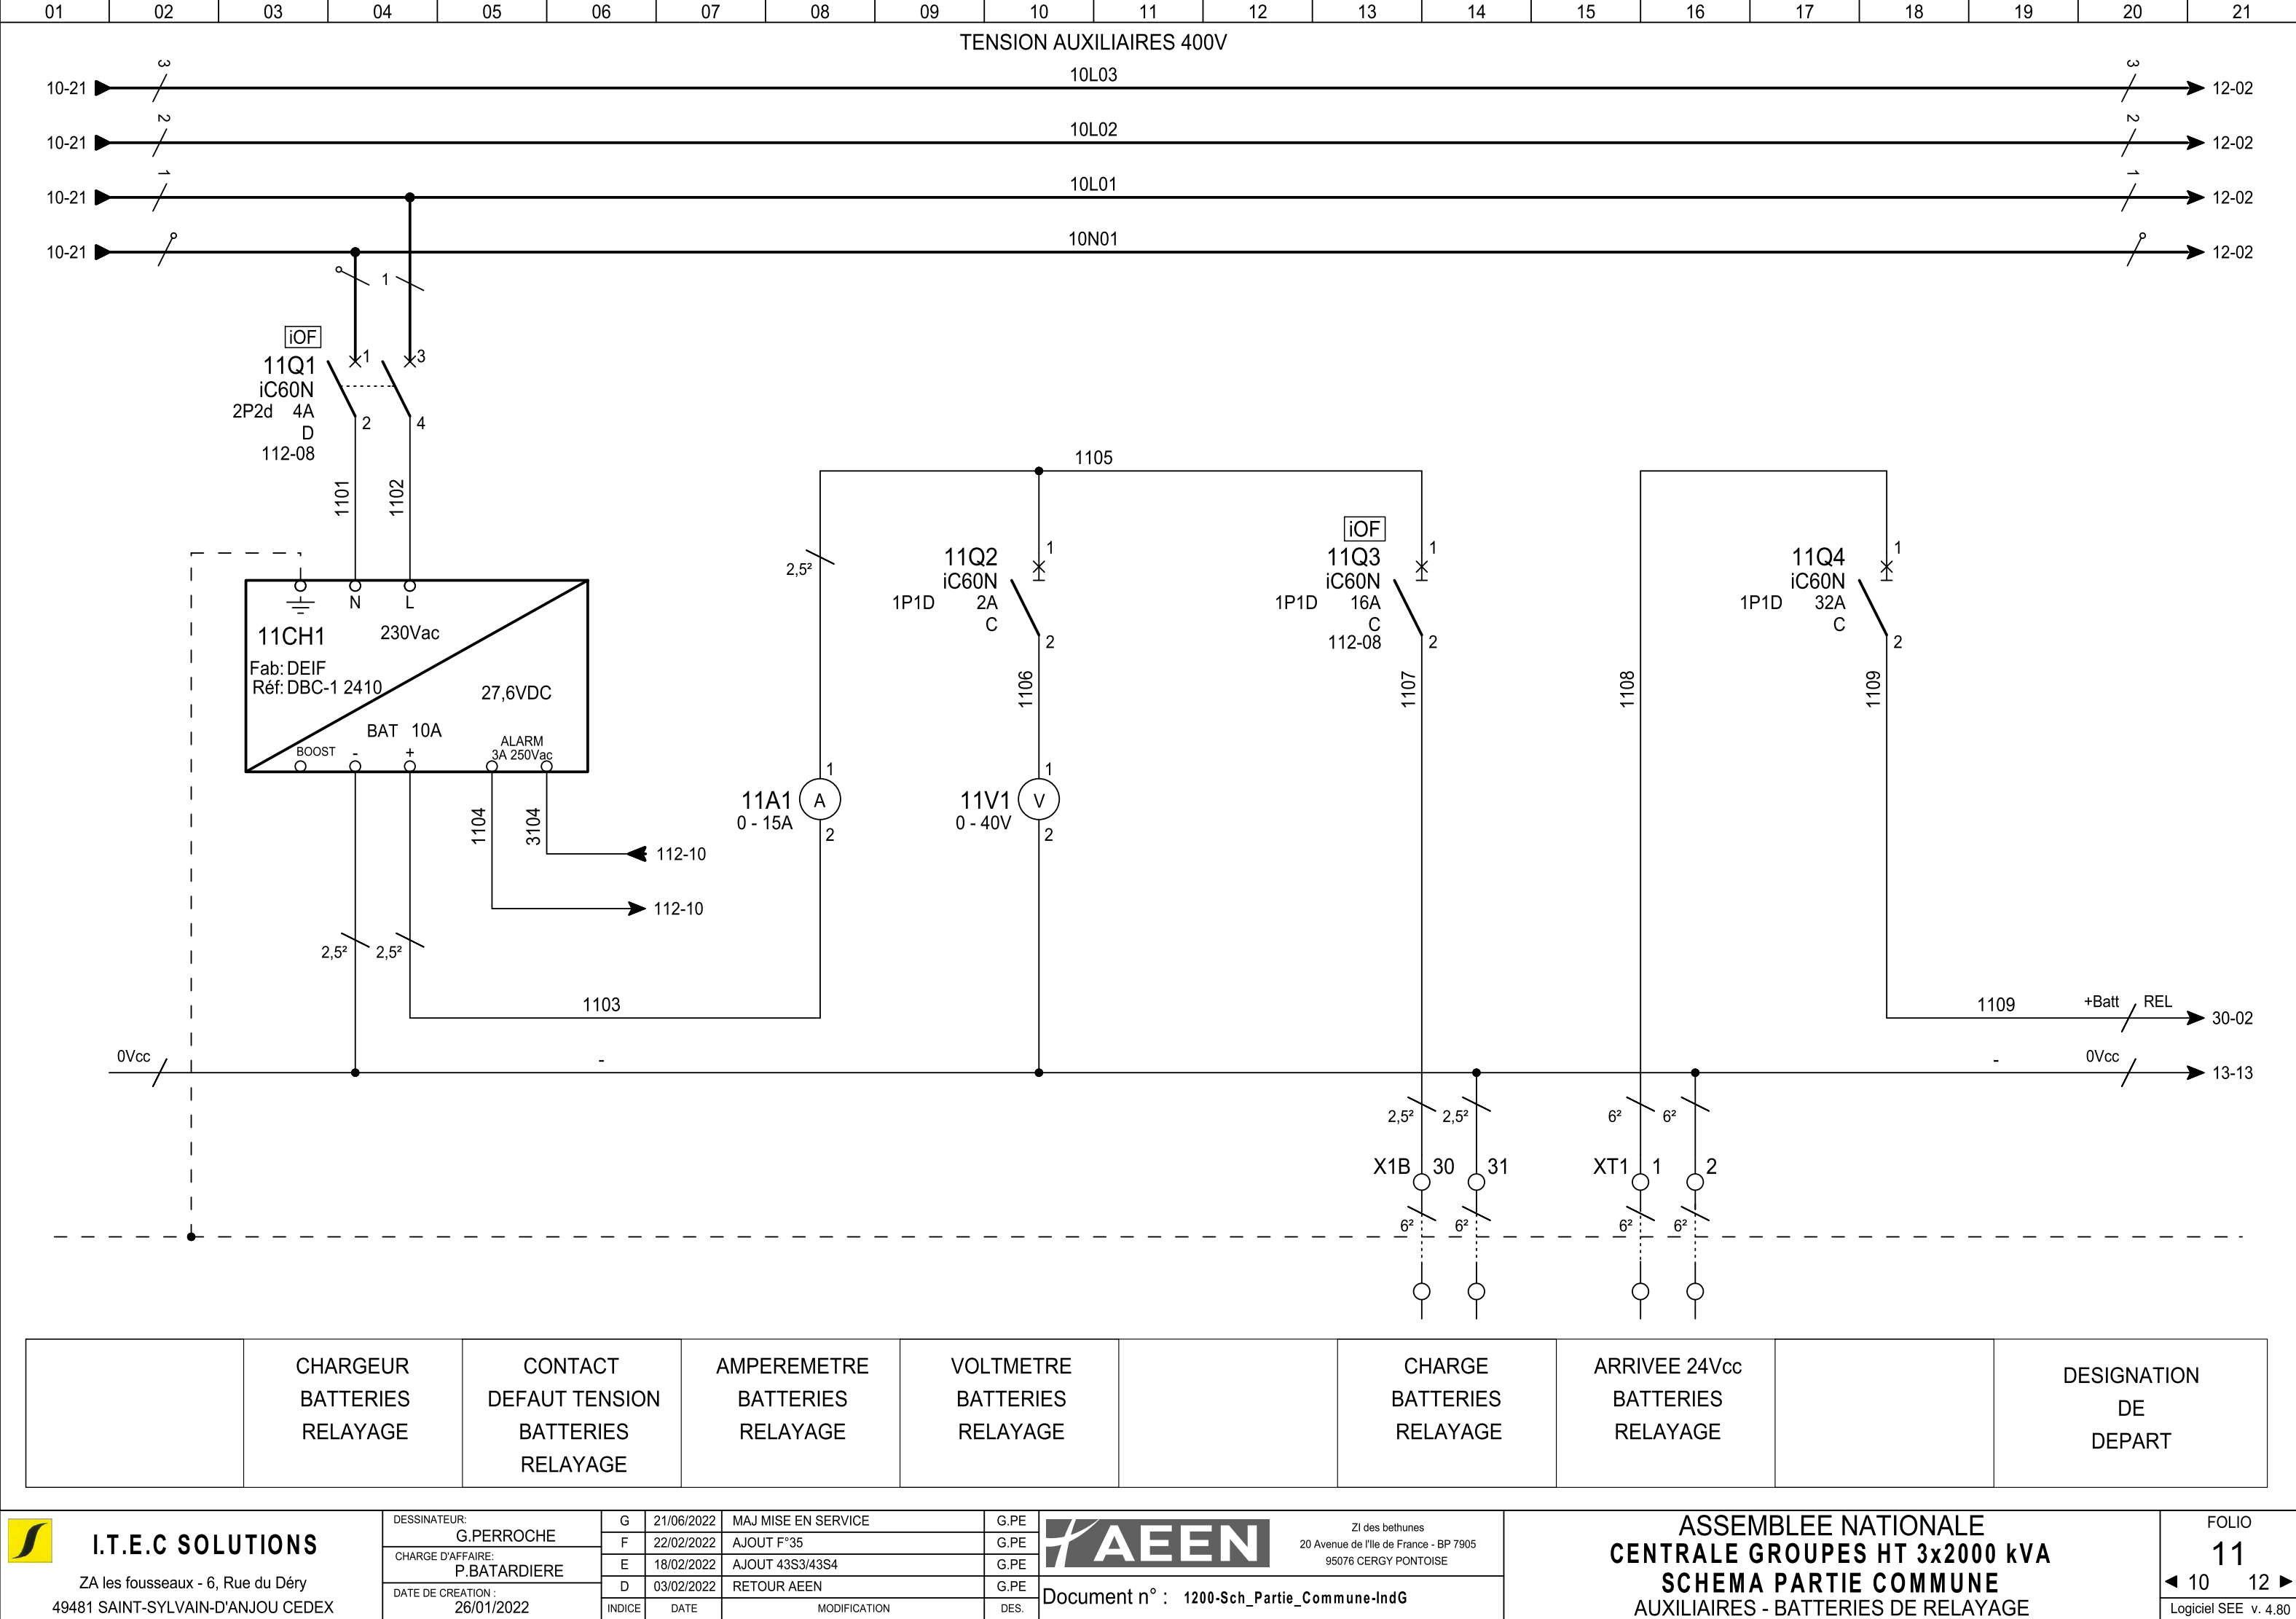 01 02 03 04 05 06 07 08 09 10 11 12 13 14 15 16 17 18 19 20 21
TENSION AUXILIAIRES 400V
3 10L03 3
10-21 12-02
2 10L02 2
10-21 12-02
1 10L01 1
10-21 12-02
10N01
10-21 12-02
1
iOF
11Q1 1 3
iC60N
2P2d 4A
D 2 4
112-08
1101 1102
1105
2,5²
11Q2 1
iC60N
1P1D 2A
C
2
1106
iOF
11Q3 1
iC60N
1P1D 16A
C
112-08 2
1107
1108
11Q4 1
iC60N
1P1D 32A
C
2
1109
N L
11CH1 230Vac
Fab: DEIF
Réf: DBC-1 2410
27,6VDC
BAT 10A
BOOST - +
ALARM
3A 250Vac
1104 3104
112-10
112-10
1
11A1 A
0 - 15A
2
1
11V1 V
0 - 40V
2
2,5² 2,5²
1103
1109 +Batt REL
30-02
0Vcc - - 0Vcc
13-13
2,5² 2,5² 6² 6²
X1B 30 31 XT1 1 2
6² 6² 6² 6²
CHARGEUR
BATTERIES
RELAYAGE
CONTACT
DEFAUT TENSION
BATTERIES
RELAYAGE
AMPEREMETRE
BATTERIES
RELAYAGE
VOLTMETRE
BATTERIES
RELAYAGE
CHARGE
BATTERIES
RELAYAGE
ARRIVEE 24Vcc
BATTERIES
RELAYAGE
DESIGNATION
DE
DEPART
I.T.E.C SOLUTIONS
ZA les fousseaux - 6, Rue du Déry
49481 SAINT-SYLVAIN-D'ANJOU CEDEX
DESSINATEUR:
G.PERROCHE
CHARGE D'AFFAIRE:
P.BATARDIERE
DATE DE CREATION :
26/01/2022
G 21/06/2022 MAJ MISE EN SERVICE G.PE
F 22/02/2022 AJOUT F°35 G.PE
E 18/02/2022 AJOUT 43S3/43S4 G.PE
D 03/02/2022 RETOUR AEEN G.PE
INDICE DATE MODIFICATION DES.
AEEN
ZI des bethunes
20 Avenue de l'Ile de France - BP 7905
95076 CERGY PONTOISE
Document n° : 1200-Sch_Partie_Commune-IndG
ASSEMBLEE NATIONALE
CENTRALE GROUPES HT 3x2000 kVA
SCHEMA PARTIE COMMUNE
AUXILIAIRES - BATTERIES DE RELAYAGE
FOLIO
11
10 12
Logiciel SEE v. 4.80